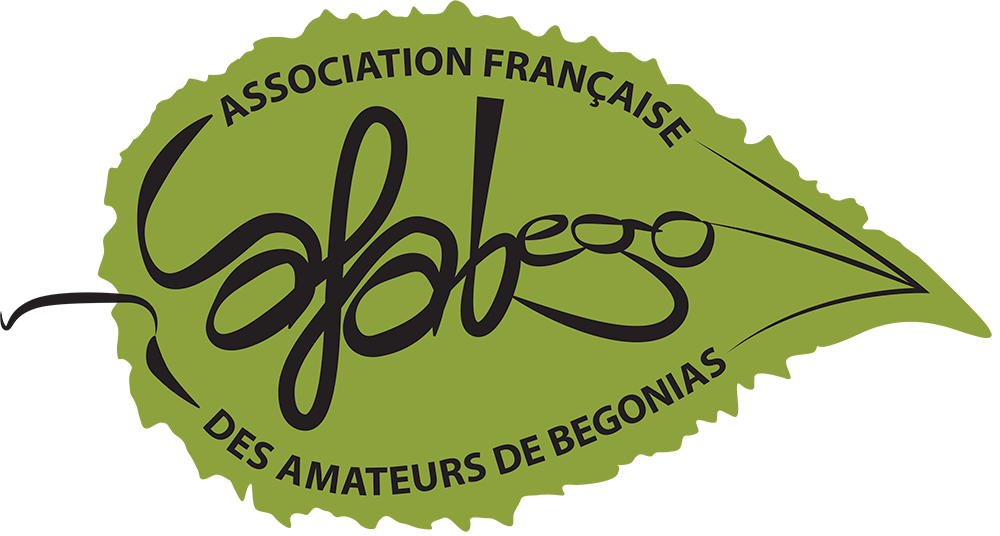 ASSOCIATION FRANÇAISE
afabego
DES AMATEURS DE BEGONIAS